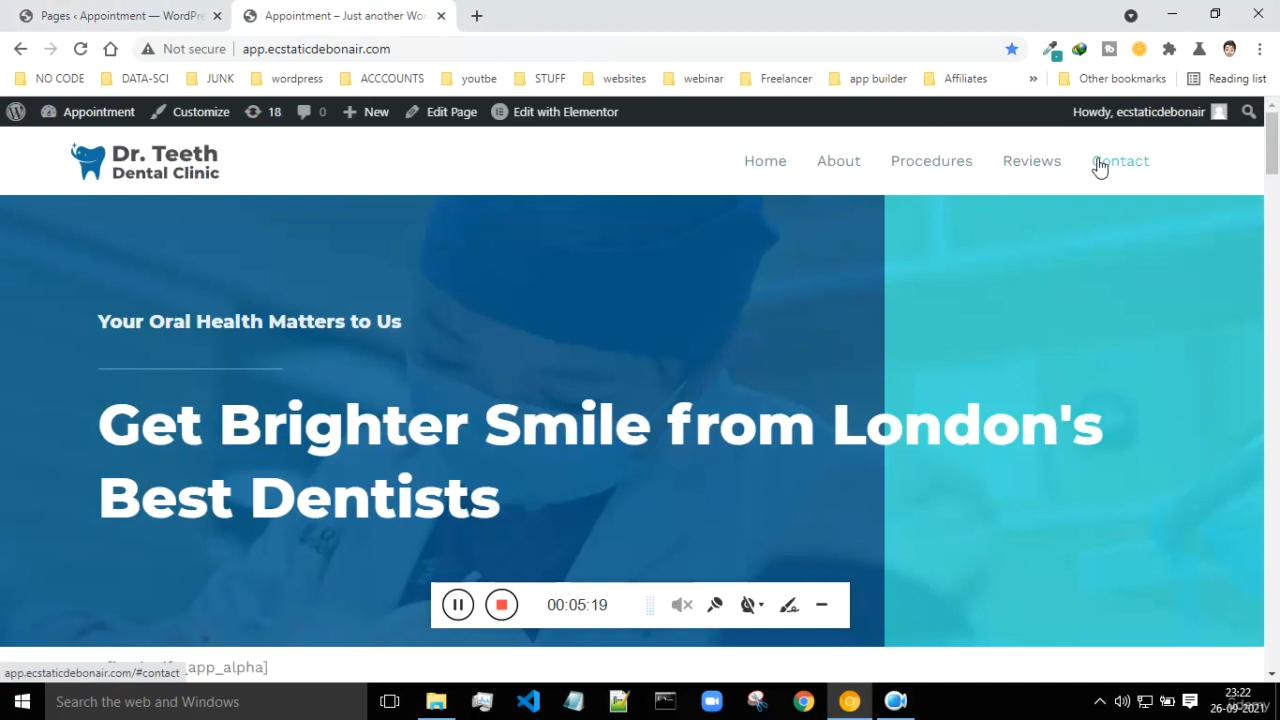 Pages ‹ Appointment — WordPre
Appointment – Just another Wor
Not secure
app.ecstaticdebonair.com
NO CODE
DATA-SCI
JUNK
wordpress
ACCCOUNTS
youtbe
STUFF
websites
webinar
Freelancer
app builder
Affiliates
»
Other bookmarks
Reading list
Appointment
Customize
18
0
New
Edit Page
Edit with Elementor
Howdy, ecstaticdebonair
Dr. Teeth
Dental Clinic
Home
About
Procedures
Reviews
Contact
Your Oral Health Matters to Us
Get Brighter Smile from London's
Best Dentists
00:05:19
_app_alpha]
app.ecstaticdebonair.com/#contact
Search the web and Windows
23:22
26-09-2021